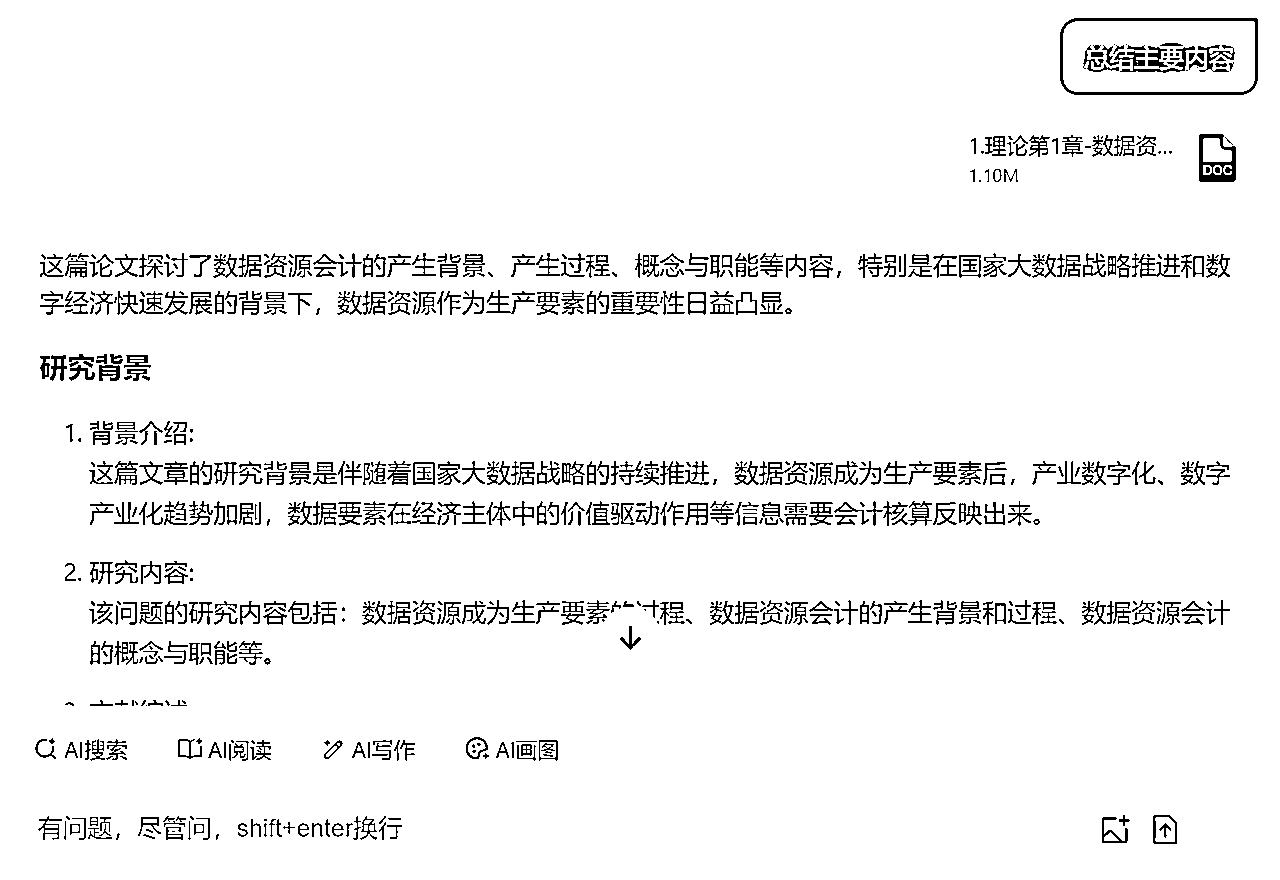 总结主要内容
1.理论第1章-数据资...
1.10M
DOC
这篇论文探讨了数据资源会计的产生背景、产生过程、概念与职能等内容，特别是在国家大数据战略推进和数
字经济快速发展的背景下，数据资源作为生产要素的重要性日益凸显。
研究背景
1. 背景介绍:
这篇文章的研究背景是伴随着国家大数据战略的持续推进，数据资源成为生产要素后，产业数字化、数字
产业化趋势加剧，数据要素在经济主体中的价值驱动作用等信息需要会计核算反映出来。
2. 研究内容:
该问题的研究内容包括：数据资源成为生产要素的过程、数据资源会计的产生背景和过程、数据资源会计
的概念与职能等。
AI搜索 AI阅读 AI写作 AI画图
有问题，尽管问，shift+enter换行